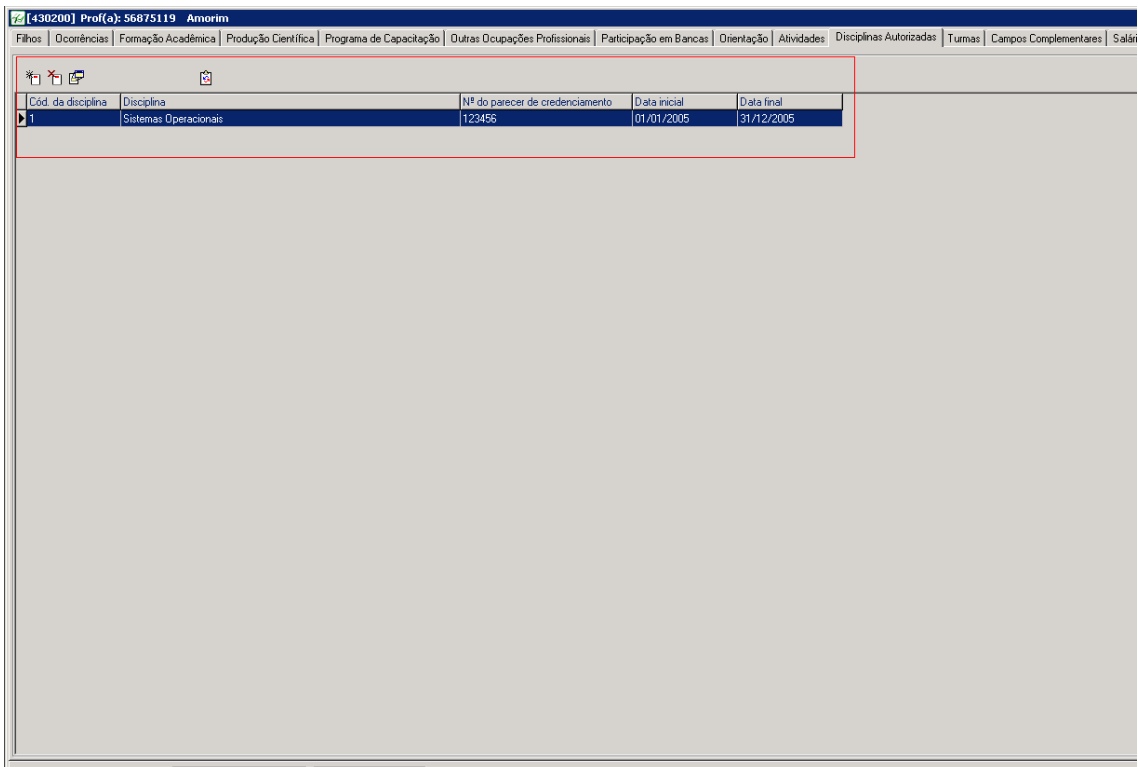 [430200] Prof(a): 56875119 Amorim
Filhos Ocorrências Formação Acadêmica Produção Científica Programa de Capacitação Outras Ocupações Profissionais Participação em Bancas Orientação Atividades Disciplinas Autorizadas Turmas Campos Complementares Salári
Cód. da disciplina Disciplina Nº do parecer de credenciamento Data inicial Data final
1 Sistemas Operacionais 123456 01/01/2005 31/12/2005